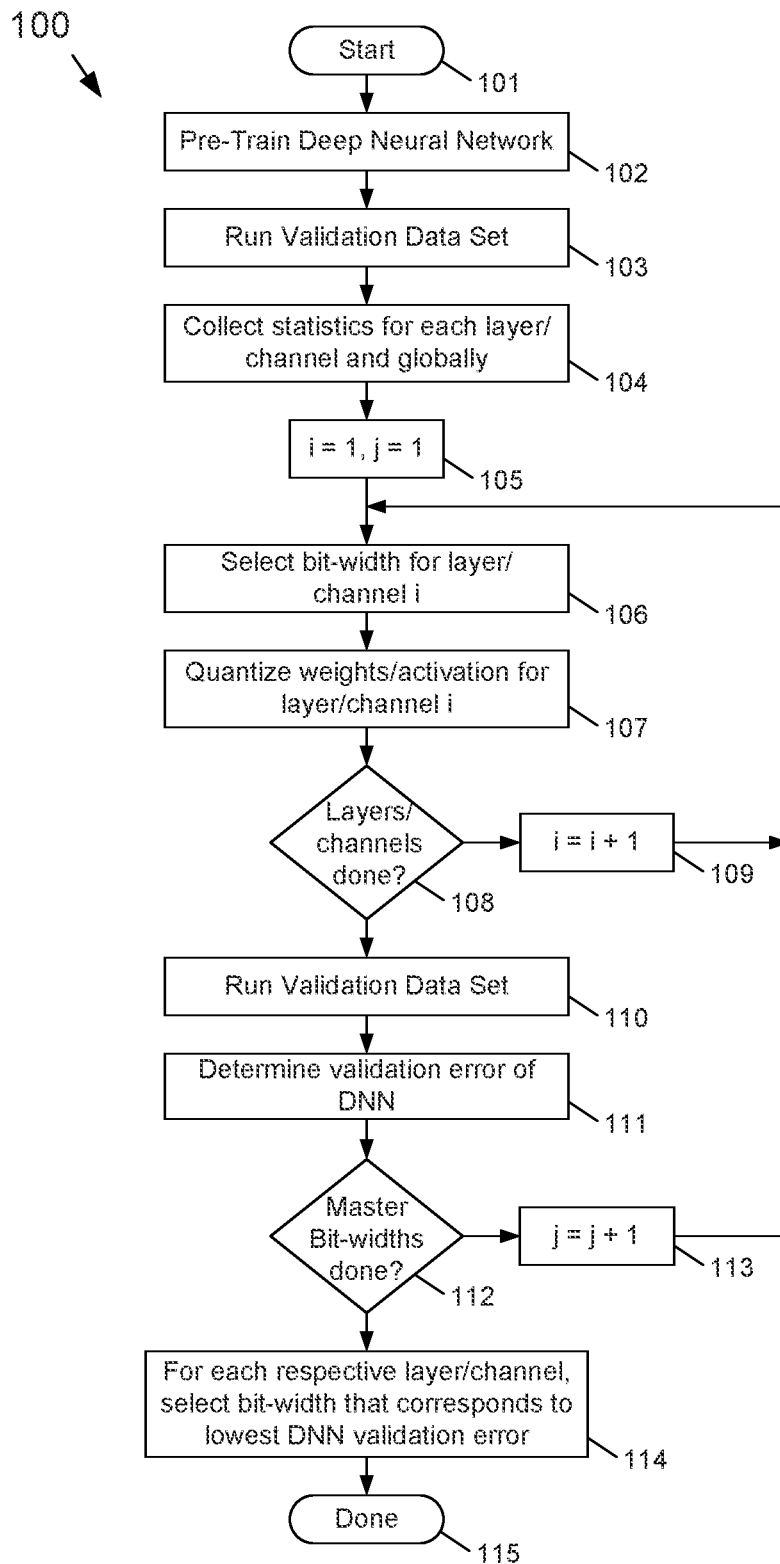 100
Start
101
Pre-Train Deep Neural Network
102
Run Validation Data Set
103
Collect statistics for each layer/
channel and globally
104
i = 1, j = 1
105
Select bit-width for layer/
channel i
106
Quantize weights/activation for
layer/channel i
107
Layers/
channels
done?
108
i = i + 1
109
Run Validation Data Set
110
Determine validation error of
DNN
111
Master
Bit-widths
done?
112
j = j + 1
113
For each respective layer/channel,
select bit-width that corresponds to
lowest DNN validation error
114
Done
115